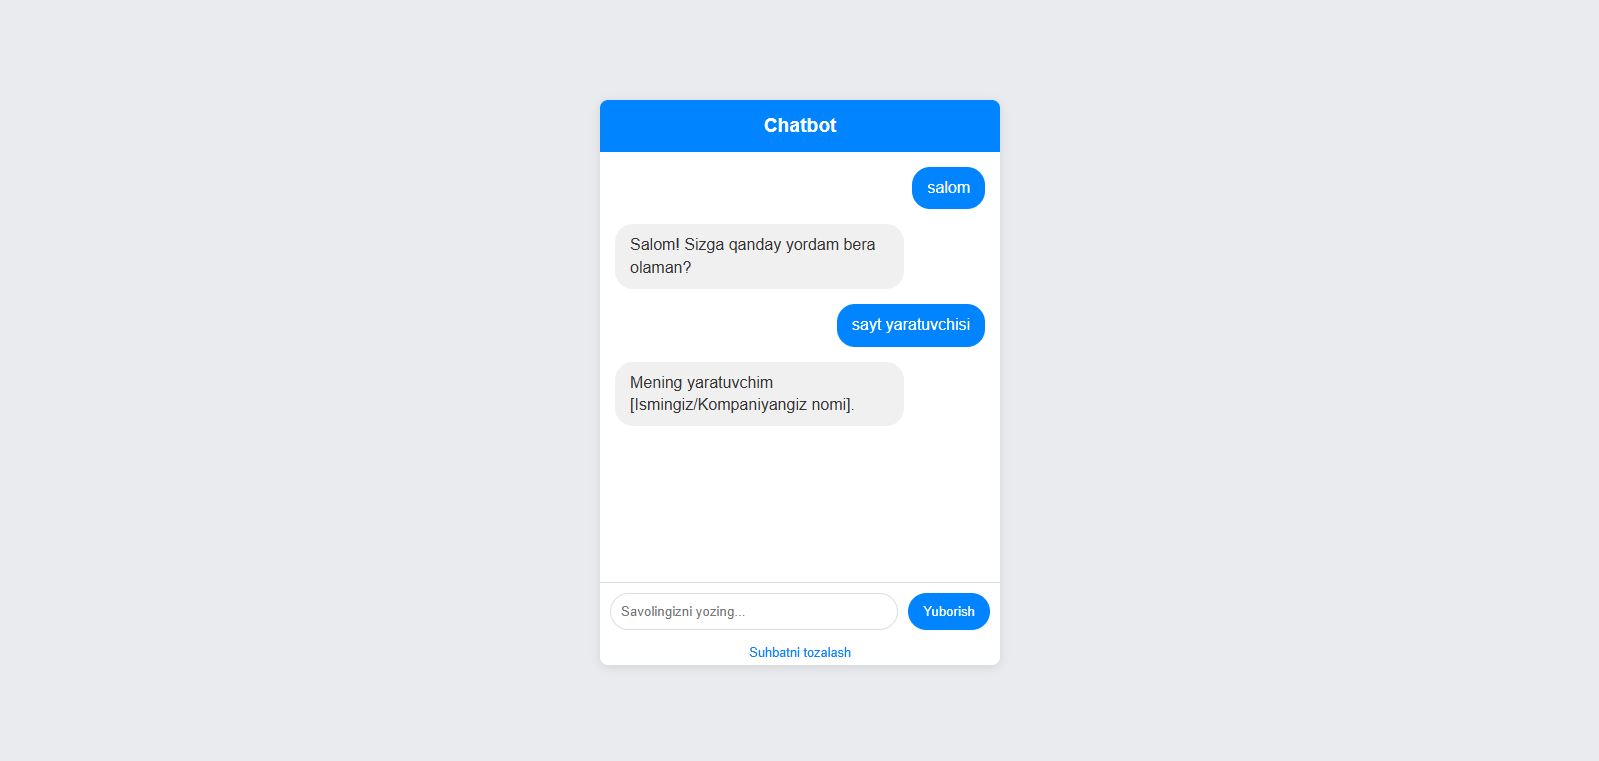 Chatbot
salom
Salom! Sizga qanday yordam bera
olaman?
sayt yaratuvchisi
Mening yaratuvchim
[Ismingiz/Kompaniyangiz nomi].
Savolingizni yozing...
Yuborish
Suhbatni tozalash